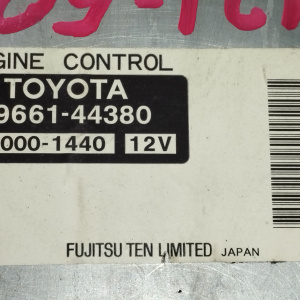 GINE CONTROL
TOYOTA
9661-44380
000-1440 12V
FUJITSU TEN LIMITED JAPAN